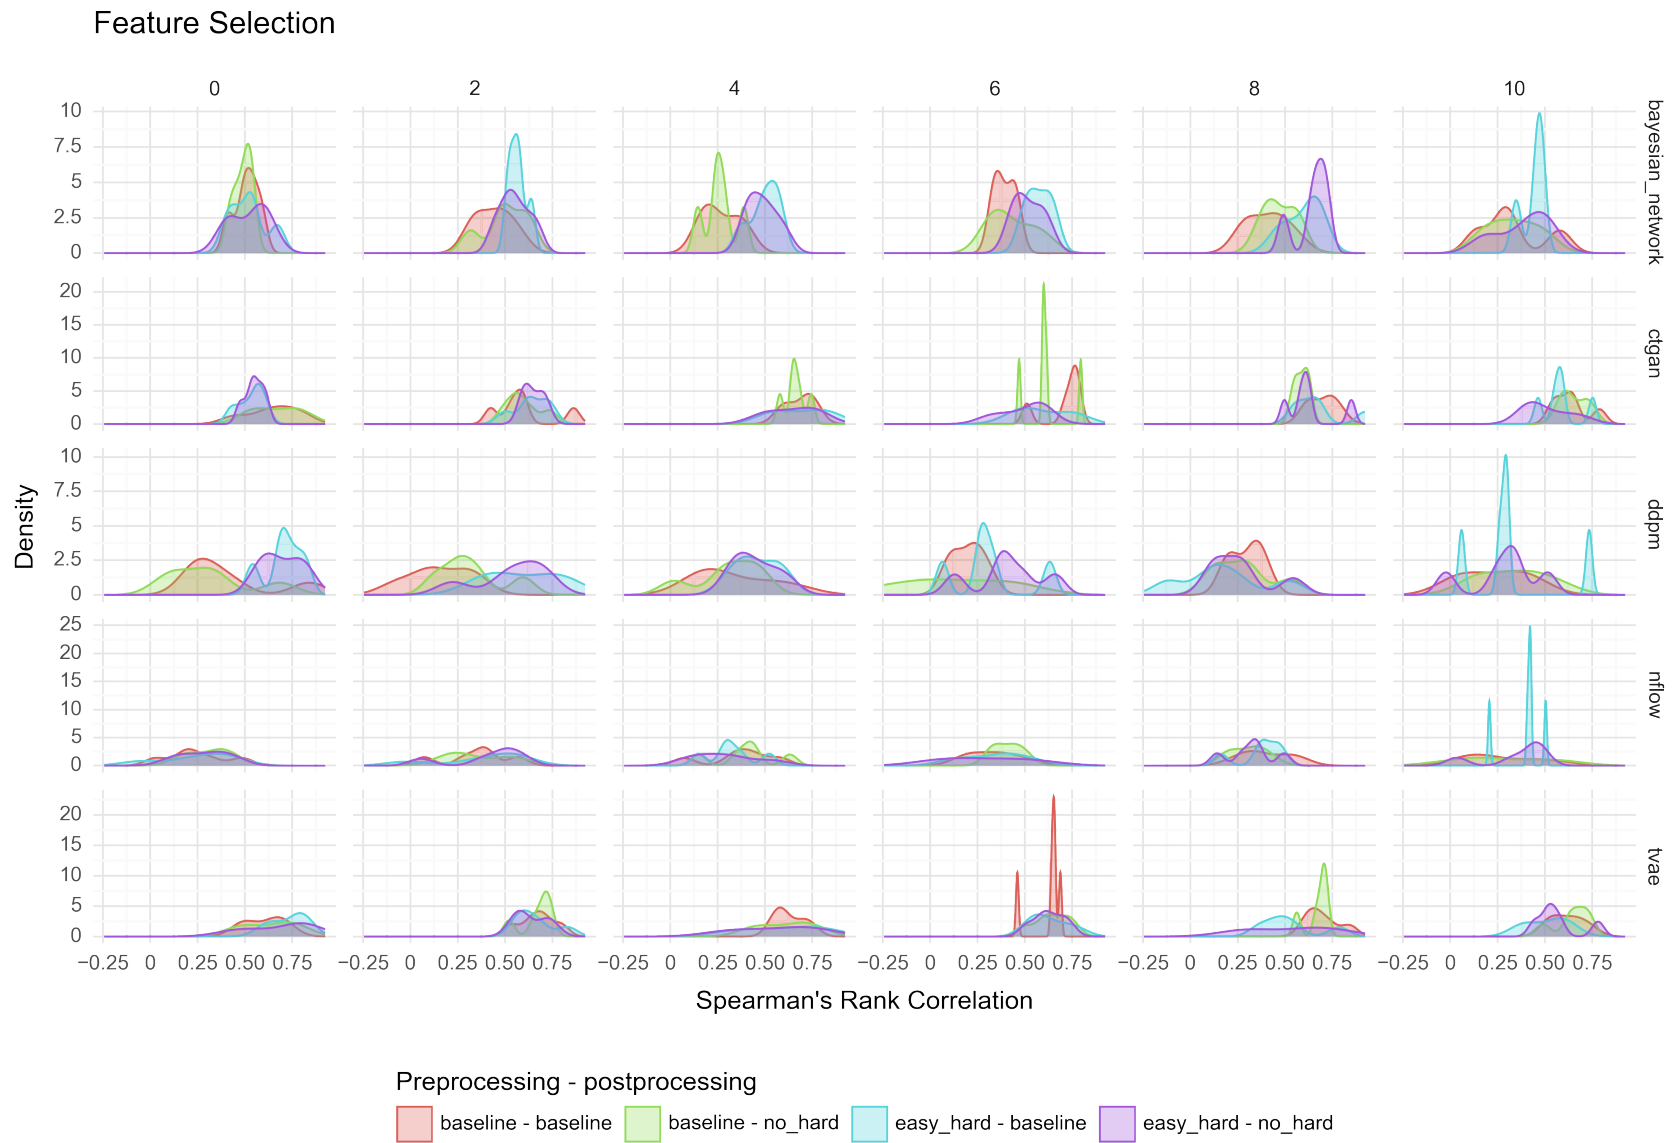 Feature Selection
0 2 4 6 8 10
10
7.5
5
2.5
0
bayesian_network
20
15
10
5
0
ctgan
Density
10
7.5
5
2.5
0
ddpm
25
20
15
10
5
0
nflow
20
15
10
5
0
tvae
−0.25 0 0.25 0.50 0.75 −0.25 0 0.25 0.50 0.75 −0.25 0 0.25 0.50 0.75 −0.25 0 0.25 0.50 0.75 −0.25 0 0.25 0.50 0.75 −0.25 0 0.25 0.50 0.75
Spearman's Rank Correlation
Preprocessing - postprocessing
baseline - baseline baseline - no_hard easy_hard - baseline easy_hard - no_hard